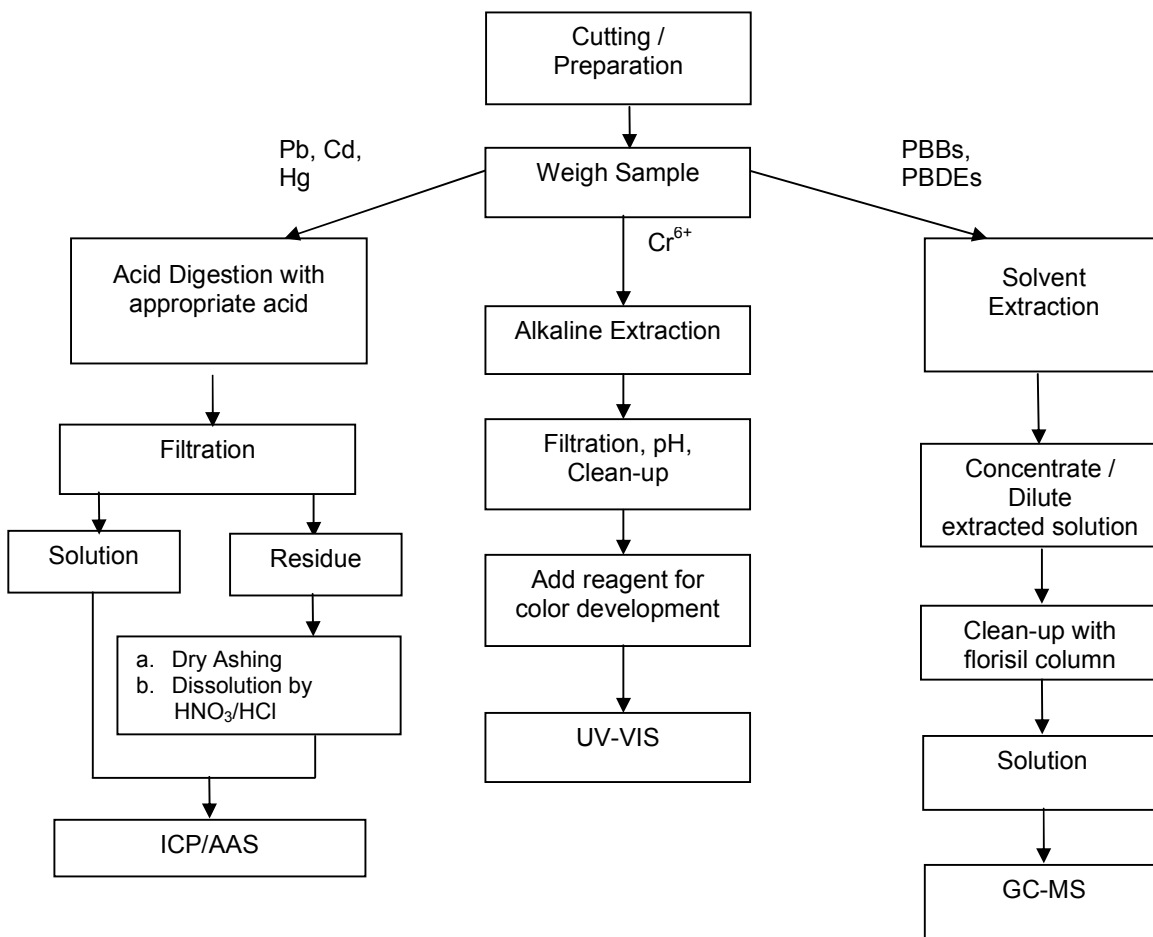 Cutting /
Preparation
Pb, Cd,
Hg
Weigh Sample
PBBs,
PBDEs
Cr⁶⁺
Acid Digestion with
appropriate acid
Alkaline Extraction
Solvent
Extraction
Filtration
Filtration, pH,
Clean-up
Concentrate /
Dilute
extracted solution
Solution
Residue
Add reagent for
color development
Clean-up with
florisil column
a. Dry Ashing
b. Dissolution by
HNO₃/HCl
UV-VIS
Solution
ICP/AAS
GC-MS